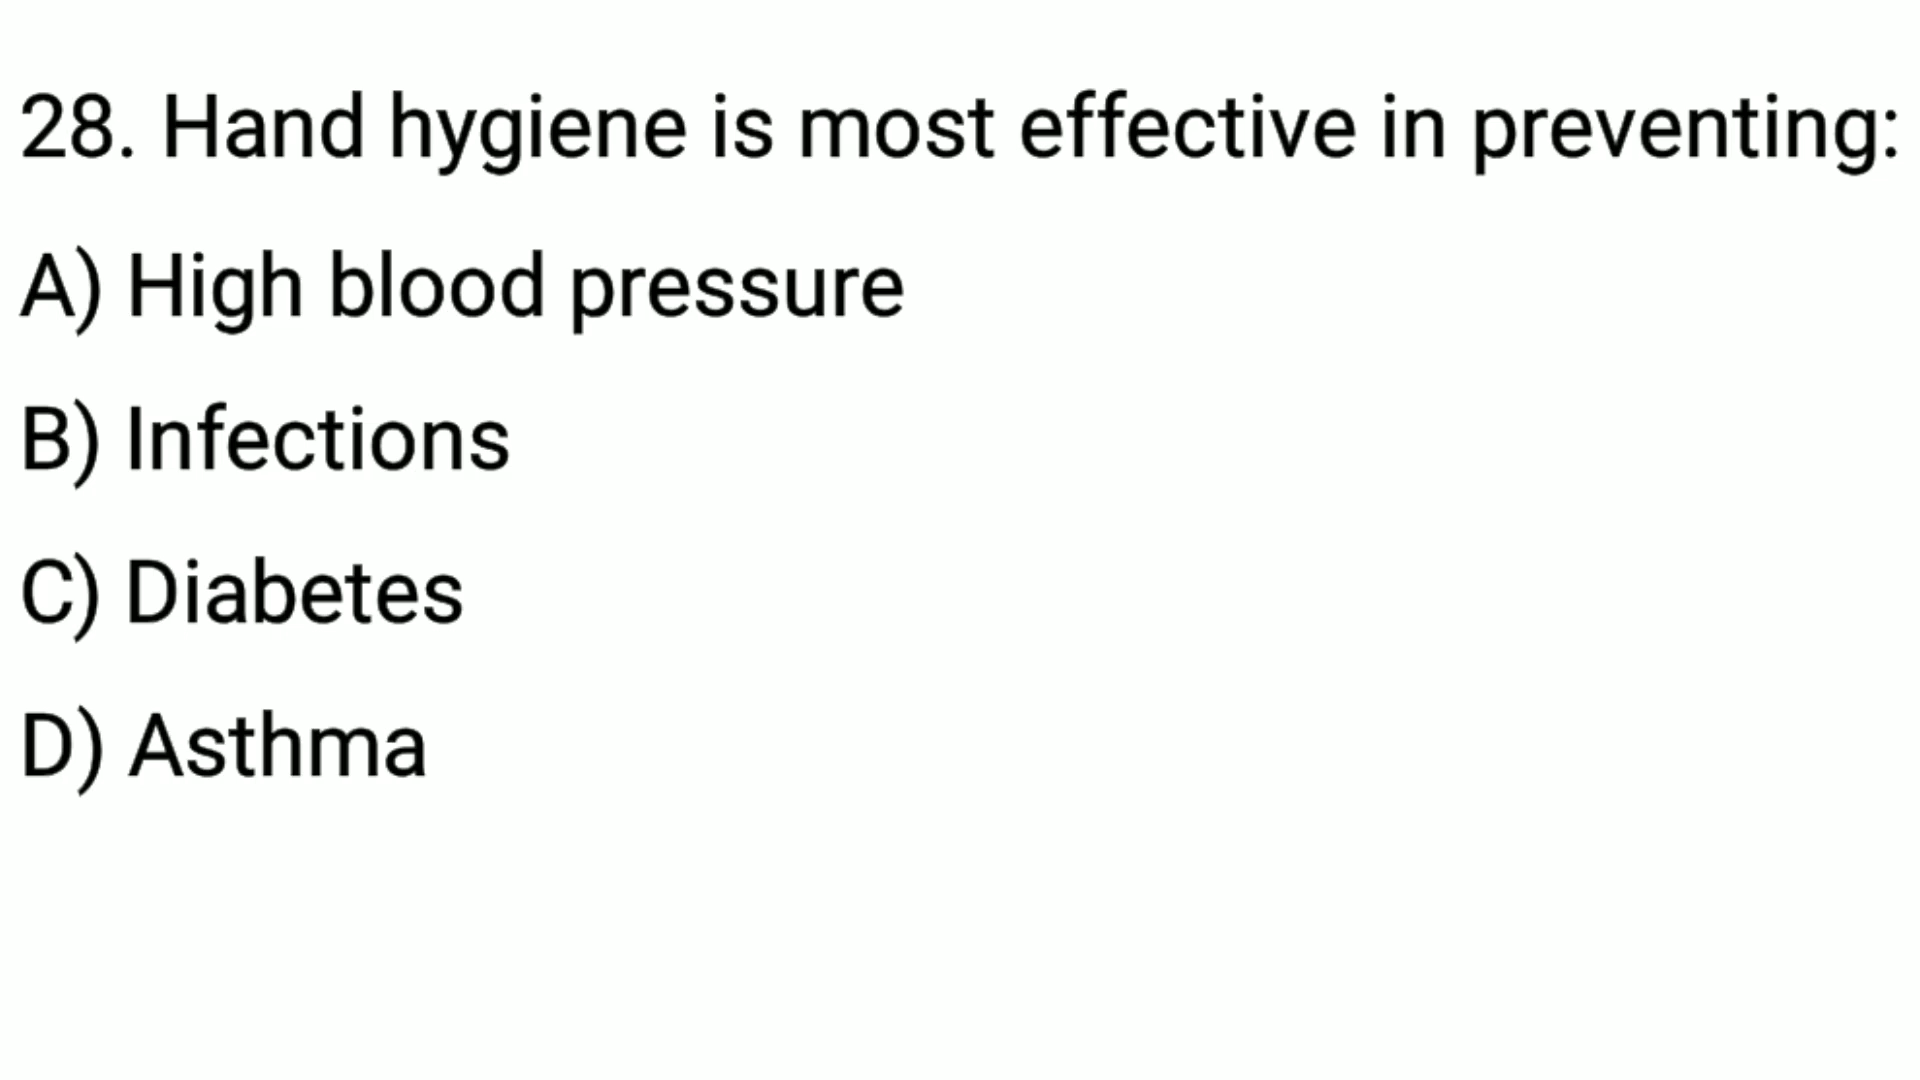 28. Hand hygiene is most effective in preventing:
A) High blood pressure
B) Infections
C) Diabetes
D) Asthma